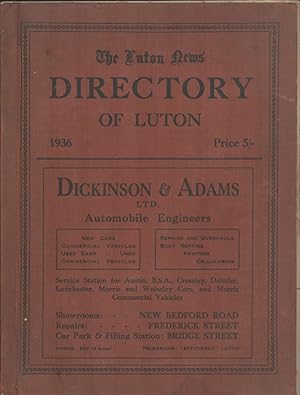 The Luton News
DIRECTORY
OF LUTON
1936 Price 5/-
DICKINSON & ADAMS
LTD.
Automobile Engineers
NEW CARS
COMMERCIAL VEHICLES
USED CARS :: USED
COMMERCIAL VEHICLES
REPAIRS AND OVERHAULS
BODY REPAIRS
PAINTING
CELLULOSING
Service Station for Austin, B.S.A., Crossley, Daimler,
Lanchester, Morris and Wolseley Cars, and Morris
Commercial Vehicles
Showrooms: - NEW BEDFORD ROAD
Repairs: - - - - FREDERICK STREET
Car Park & Filling Station: BRIDGE STREET
LUTON